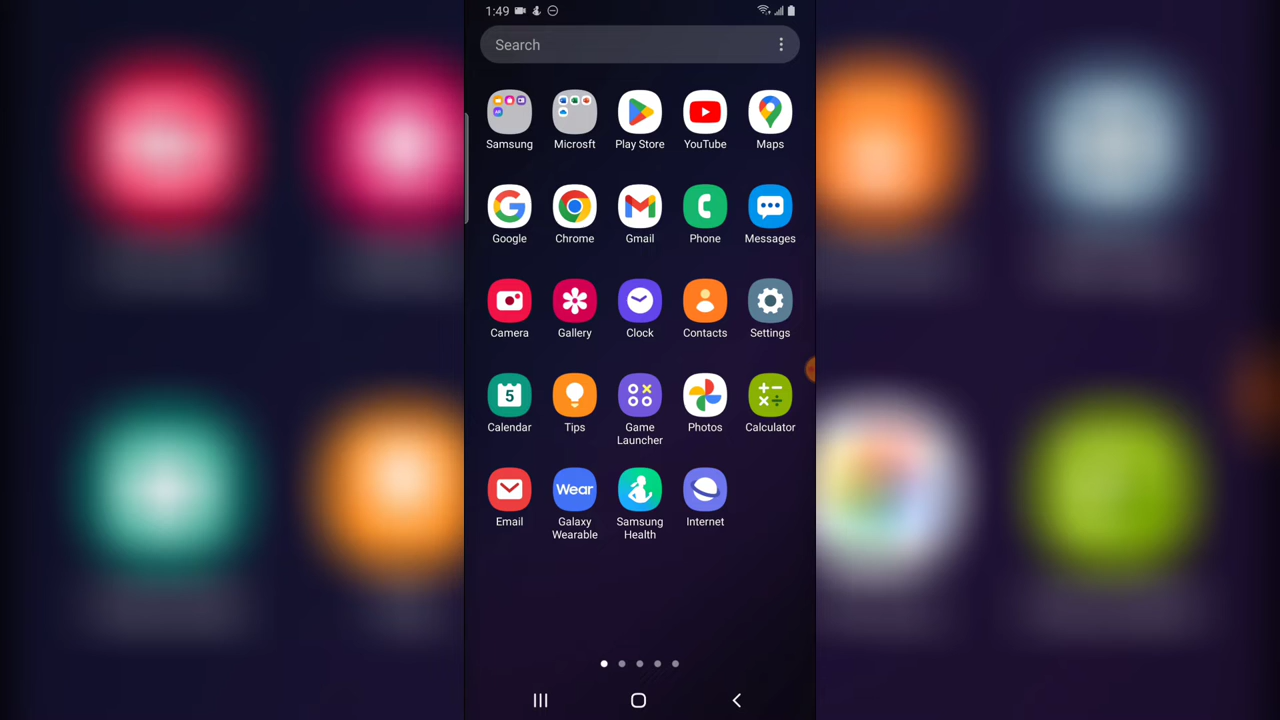 1:49
Search
Samsung
Microsft
Play Store
YouTube
Maps
Google
Chrome
Gmail
Phone
Messages
Camera
Gallery
Clock
Contacts
Settings
5
Calendar
Tips
Game
Launcher
Photos
Calculator
Wear
Email
Galaxy
Wearable
Samsung
Health
Internet